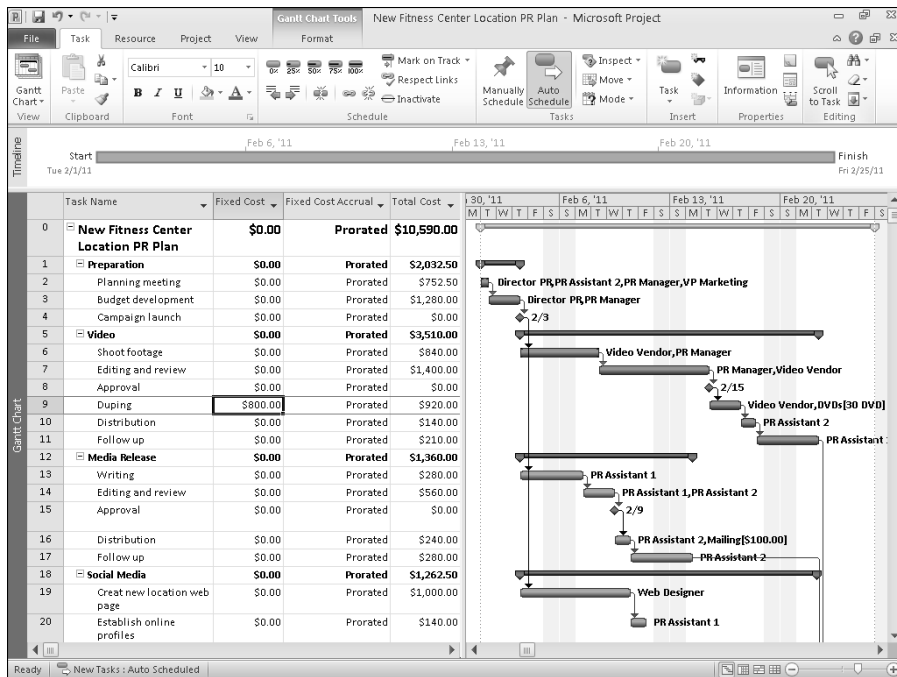 Gantt Chart Tools New Fitness Center Location PR Plan - Microsoft Project
File Task Resource Project View Format
Gantt Chart
Paste
Calibri 10
B I U A
0% 25% 50% 75% 100%
Mark on Track
Respect Links
Inactivate
Manually Schedule
Auto Schedule
Inspect
Move
Mode
Task
Information
Scroll to Task
View Clipboard Font Schedule Tasks Insert Properties Editing
Timeline
Feb 6, '11 Feb 13, '11 Feb 20, '11
Start Finish
Tue 2/1/11 Fri 2/25/11
Gantt Chart
Task Name Fixed Cost Fixed Cost Accrual Total Cost 30, '11 Feb 6, '11 Feb 13, '11 Feb 20, '11
M T W T F S S M T W T F S S M T W T F S S M T W T F S
0 New Fitness Center Location PR Plan $0.00 Prorated $10,590.00
1 Preparation $0.00 Prorated $2,032.50
2 Planning meeting $0.00 Prorated $752.50 Director PR,PR Assistant 2,PR Manager,VP Marketing
3 Budget development $0.00 Prorated $1,280.00 Director PR,PR Manager
4 Campaign launch $0.00 Prorated $0.00 2/3
5 Video $0.00 Prorated $3,510.00
6 Shoot footage $0.00 Prorated $840.00 Video Vendor,PR Manager
7 Editing and review $0.00 Prorated $1,400.00 PR Manager,Video Vendor
8 Approval $0.00 Prorated $0.00 2/15
9 Duping $800.00 Prorated $920.00 Video Vendor,DVDs[30 DVD]
10 Distribution $0.00 Prorated $140.00 PR Assistant 2
11 Follow up $0.00 Prorated $210.00 PR Assistant
12 Media Release $0.00 Prorated $1,360.00
13 Writing $0.00 Prorated $280.00 PR Assistant 1
14 Editing and review $0.00 Prorated $560.00 PR Assistant 1,PR Assistant 2
15 Approval $0.00 Prorated $0.00 2/9
16 Distribution $0.00 Prorated $240.00 PR Assistant 2,Mailing[$100.00]
17 Follow up $0.00 Prorated $280.00 PR Assistant 2
18 Social Media $0.00 Prorated $1,262.50
19 Creat new location web page $0.00 Prorated $1,000.00 Web Designer
20 Establish online profiles $0.00 Prorated $140.00 PR Assistant 1
Ready New Tasks : Auto Scheduled